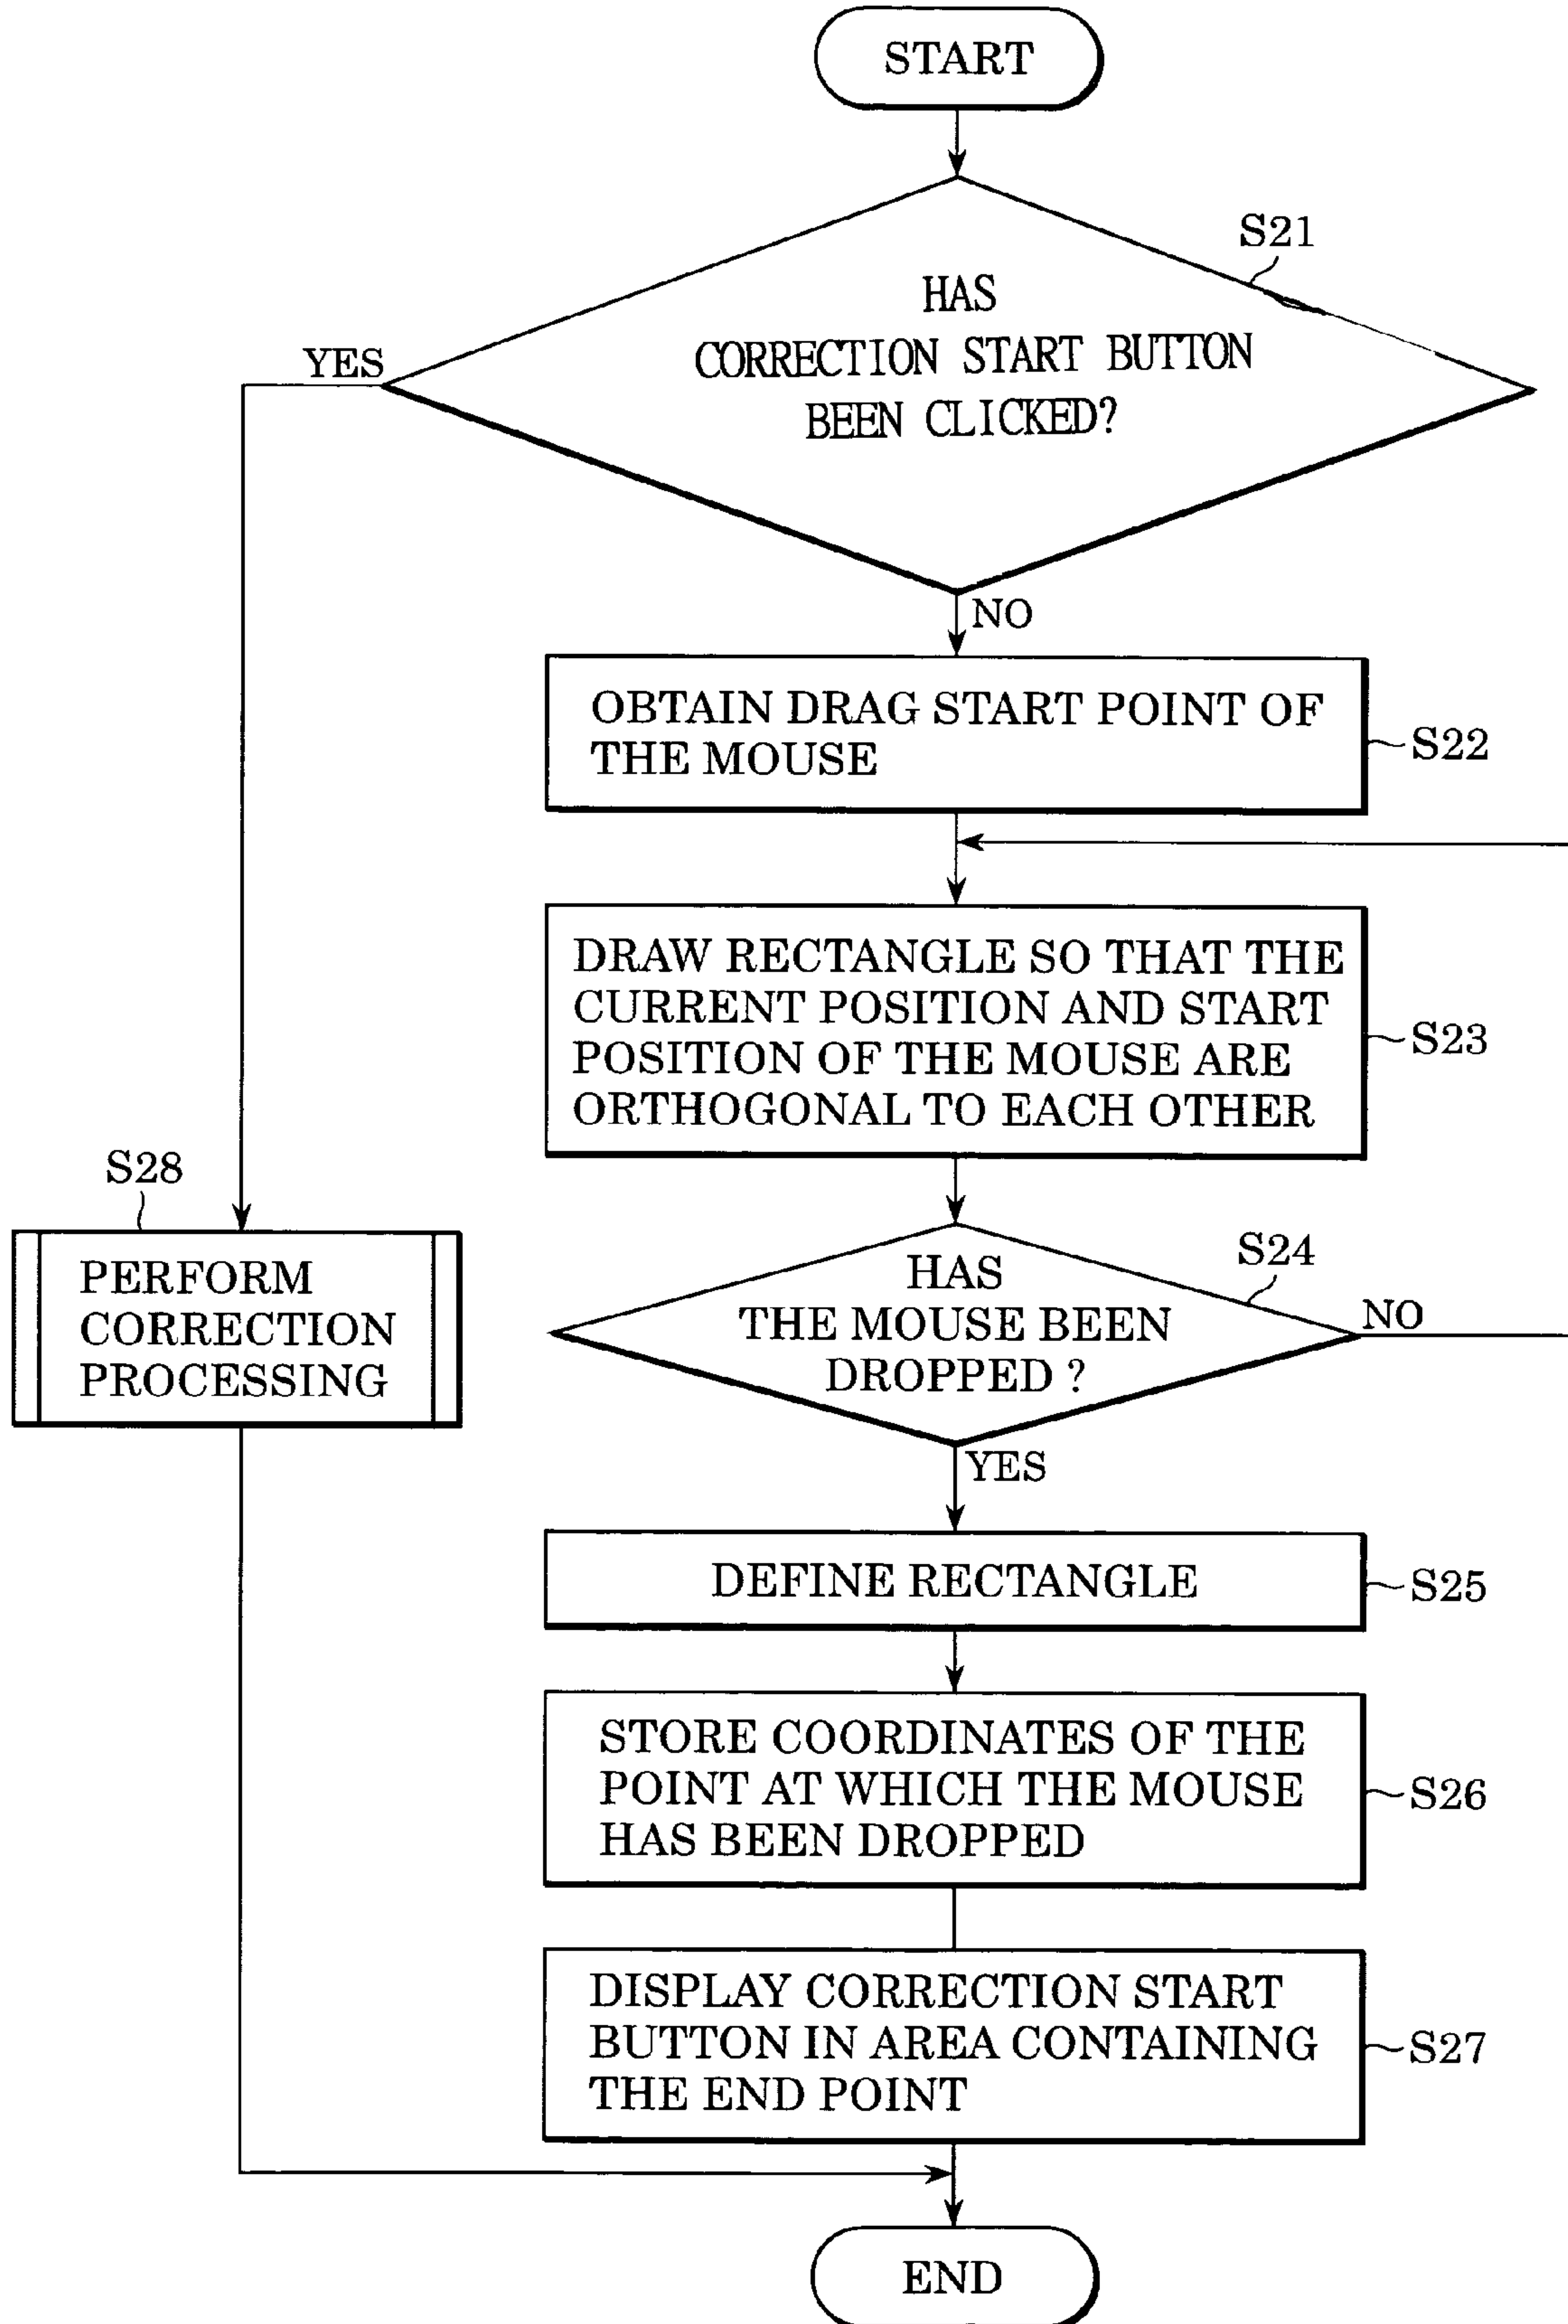 START
S21
HAS
CORRECTION START BUTTON
BEEN CLICKED?
YES
NO
OBTAIN DRAG START POINT OF
THE MOUSE
S22
DRAW RECTANGLE SO THAT THE
CURRENT POSITION AND START
POSITION OF THE MOUSE ARE
ORTHOGONAL TO EACH OTHER
S23
S28
PERFORM
CORRECTION
PROCESSING
S24
HAS
THE MOUSE BEEN
DROPPED ?
NO
YES
DEFINE RECTANGLE
S25
STORE COORDINATES OF THE
POINT AT WHICH THE MOUSE
HAS BEEN DROPPED
S26
DISPLAY CORRECTION START
BUTTON IN AREA CONTAINING
THE END POINT
S27
END